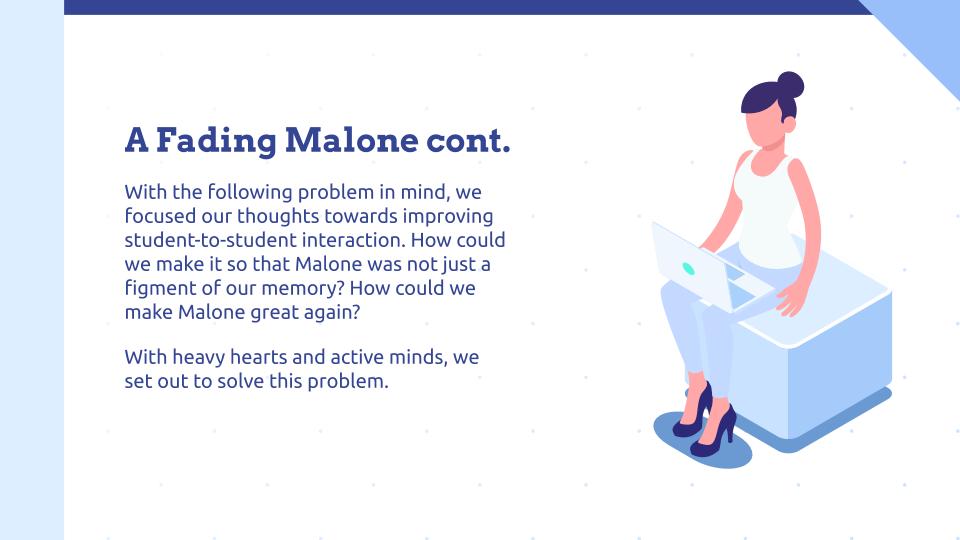 A Fading Malone cont.
With the following problem in mind, we
focused our thoughts towards improving
student-to-student interaction. How could
we make it so that Malone was not just a
figment of our memory? How could we
make Malone great again?
With heavy hearts and active minds, we
set out to solve this problem.